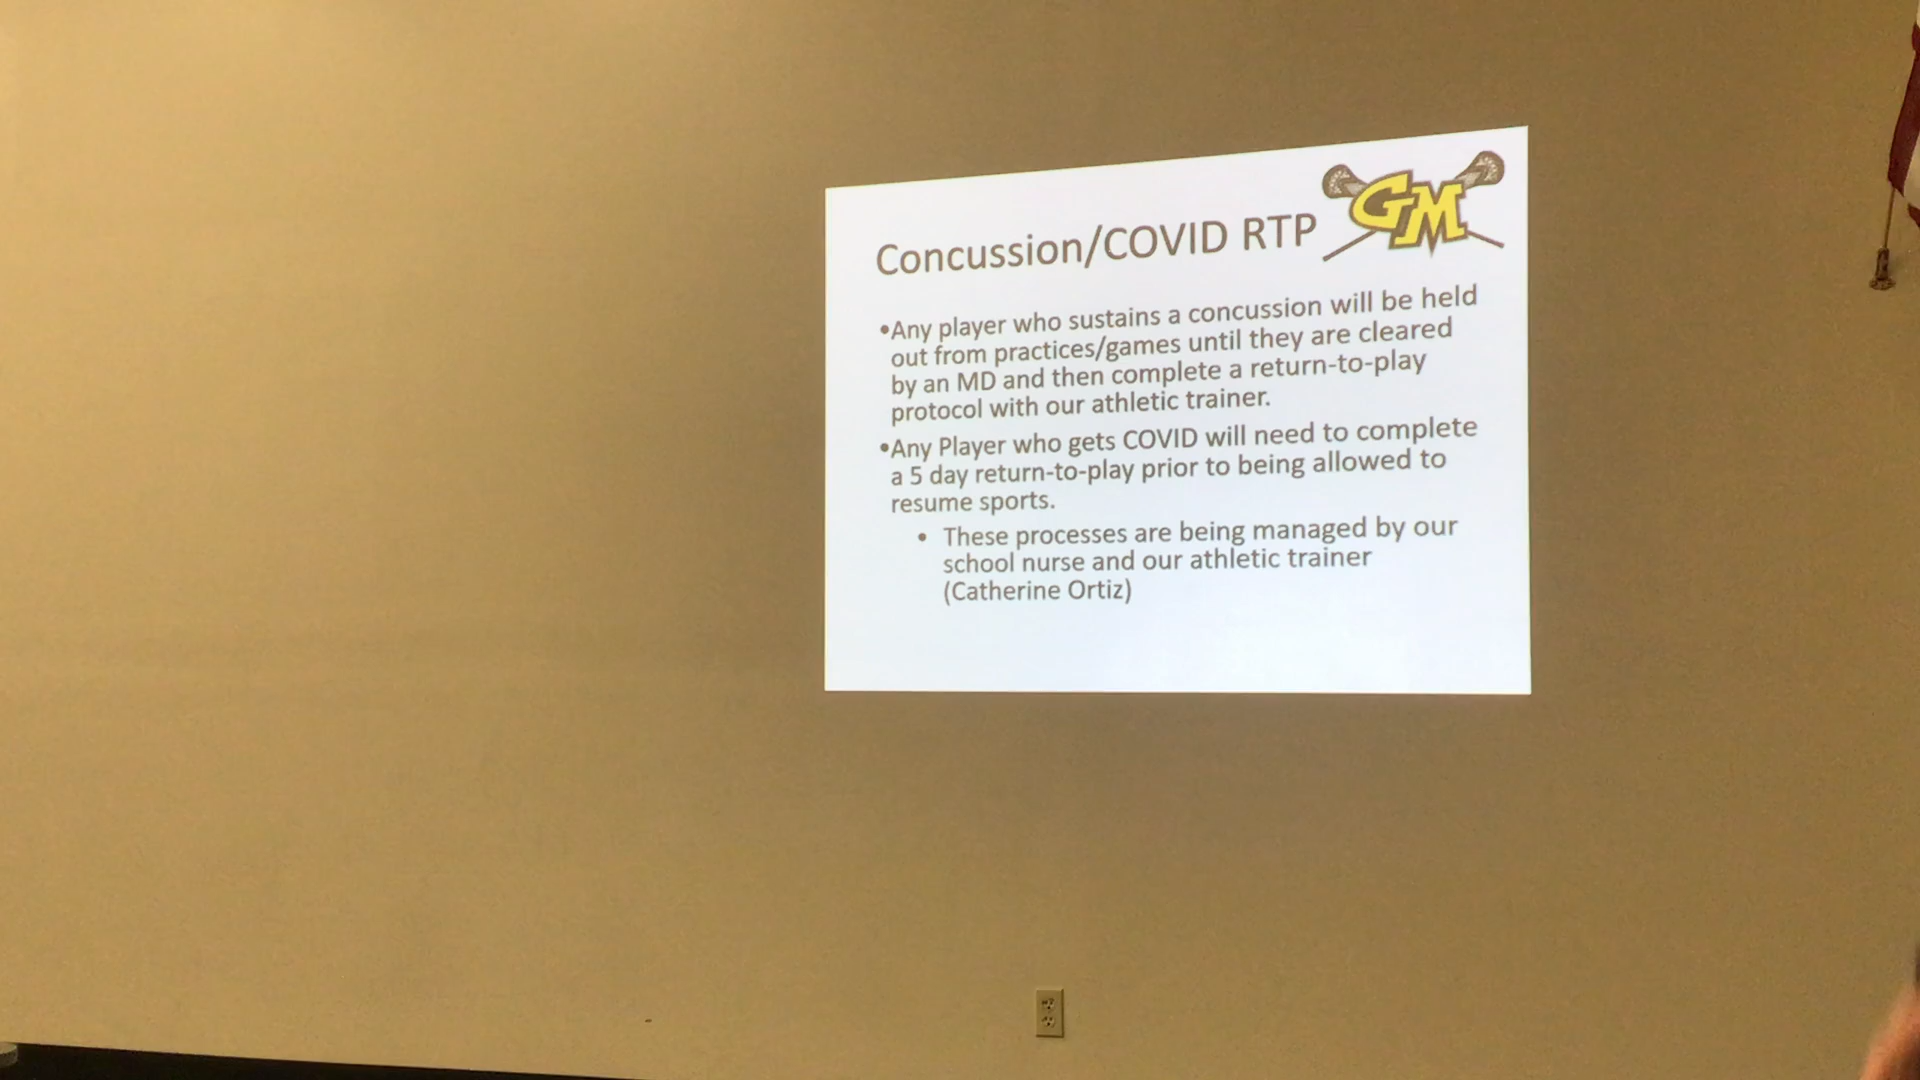 Concussion/COVID RTP
GM
•Any player who sustains a concussion will be held
out from practices/games until they are cleared
by an MD and then complete a return-to-play
protocol with our athletic trainer.
•Any Player who gets COVID will need to complete
a 5 day return-to-play prior to being allowed to
resume sports.
• These processes are being managed by our
school nurse and our athletic trainer
(Catherine Ortiz)